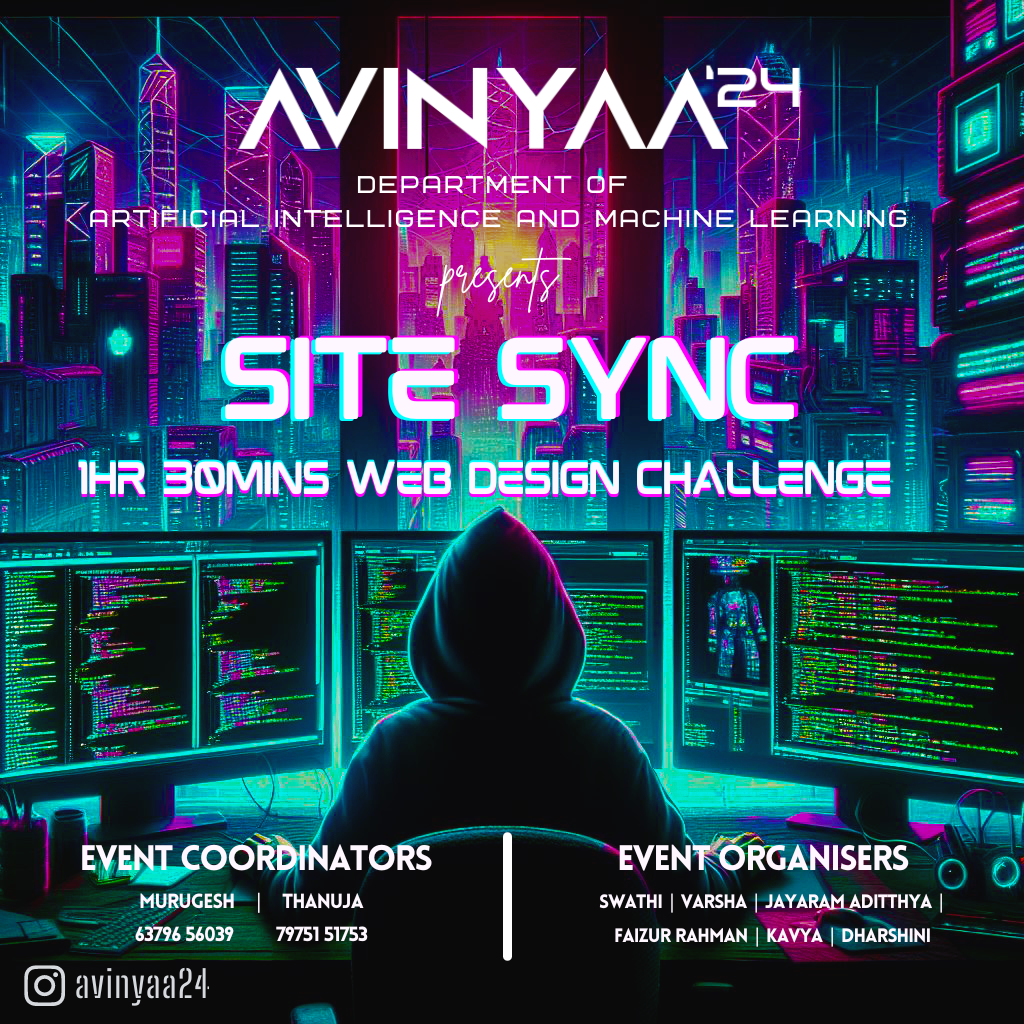 AVINYAA'24
DEPARTMENT OF
ARTIFICIAL INTELLIGENCE AND MACHINE LEARNING
presents
SITE SYNC
1HR 30MINS WEB DESIGN CHALLENGE
EVENT COORDINATORS
MURUGESH | THANUJA
63796 56039 79751 51753
EVENT ORGANISERS
SWATHI | VARSHA | JAYARAM ADITTHYA |
FAIZUR RAHMAN | KAVYA | DHARSHINI
avinyaa24